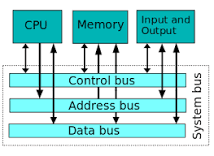 CPU
Memory
Input and
Output
Control bus
Address bus
Data bus
System bus